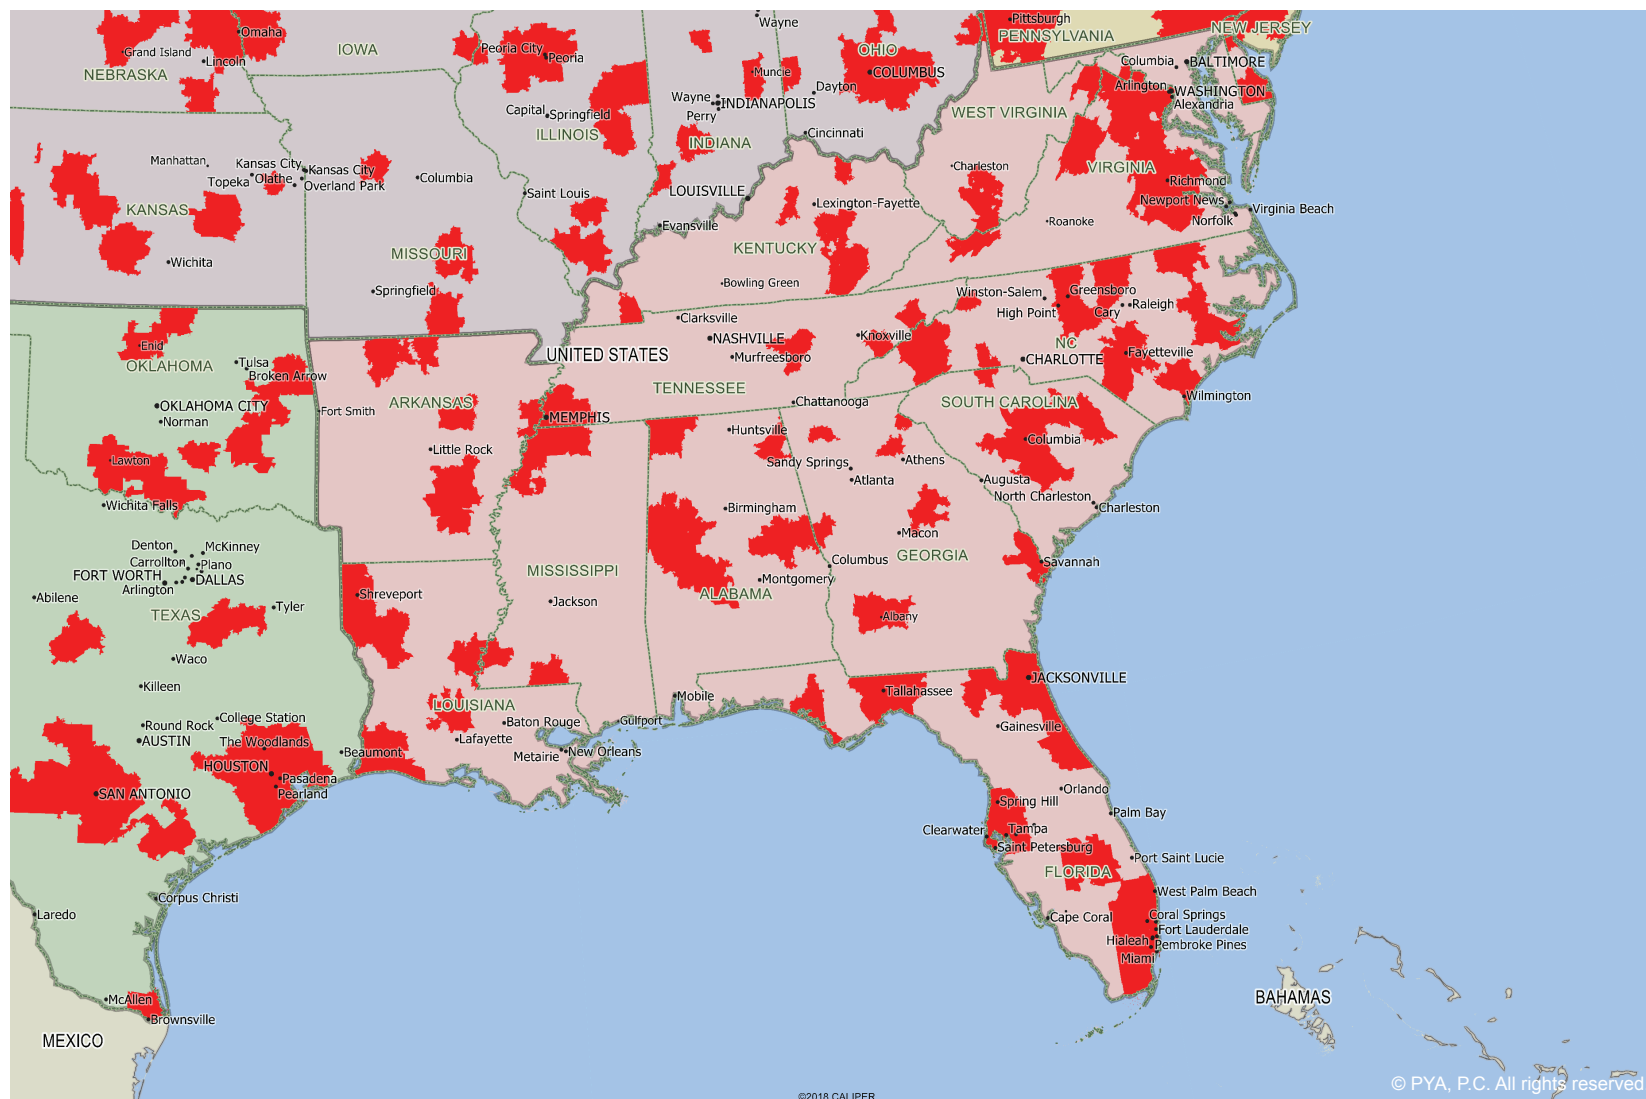 Wayne
Pittsburgh
PENNSYLVANIA
NEW JERSEY
Omaha
IOWA
Peoria City
Peoria
OHIO
Grand Island
Lincoln
NEBRASKA
Muncie
COLUMBUS
Columbia
BALTIMORE
Dayton
Arlington
WASHINGTON
Alexandria
Wayne
INDIANAPOLIS
Perry
Capital
Springfield
ILLINOIS
INDIANA
Cincinnati
WEST VIRGINIA
Manhattan
Kansas City
Kansas City
Topeka
Olathe
Overland Park
Columbia
Saint Louis
LOUISVILLE
Charleston
VIRGINIA
Richmond
Newport News
Virginia Beach
Norfolk
Roanoke
KANSAS
Lexington-Fayette
Evansville
KENTUCKY
MISSOURI
Wichita
Springfield
Bowling Green
Winston-Salem
Greensboro
High Point
Raleigh
Cary
Clarksville
NASHVILLE
Knoxville
NC
Murfreesboro
CHARLOTTE
Fayetteville
UNITED STATES
TENNESSEE
Enid
OKLAHOMA
Tulsa
Broken Arrow
OKLAHOMA CITY
Norman
Fort Smith
ARKANSAS
MEMPHIS
Chattanooga
SOUTH CAROLINA
Wilmington
Huntsville
Columbia
Little Rock
Lawton
Sandy Springs
Athens
Atlanta
Augusta
North Charleston
Charleston
Wichita Falls
Birmingham
Macon
Denton
McKinney
Carrollton
Plano
FORT WORTH
DALLAS
Arlington
GEORGIA
Columbus
Savannah
MISSISSIPPI
Montgomery
ALABAMA
Abilene
Shreveport
Jackson
TEXAS
Tyler
Albany
Waco
Killeen
JACKSONVILLE
Tallahassee
Mobile
LOUISIANA
College Station
Round Rock
AUSTIN
The Woodlands
Baton Rouge
Gulfport
Gainesville
Lafayette
Beaumont
Metairie
New Orleans
HOUSTON
Pasadena
Pearland
SAN ANTONIO
Orlando
Spring Hill
Palm Bay
Clearwater
Tampa
Saint Petersburg
Port Saint Lucie
FLORIDA
West Palm Beach
Corpus Christi
Laredo
Cape Coral
Coral Springs
Fort Lauderdale
Hialeah
Pembroke Pines
Miami
McAllen
Brownsville
BAHAMAS
MEXICO
© PYA, P.C. All rights reserved
©2018 CALIPER